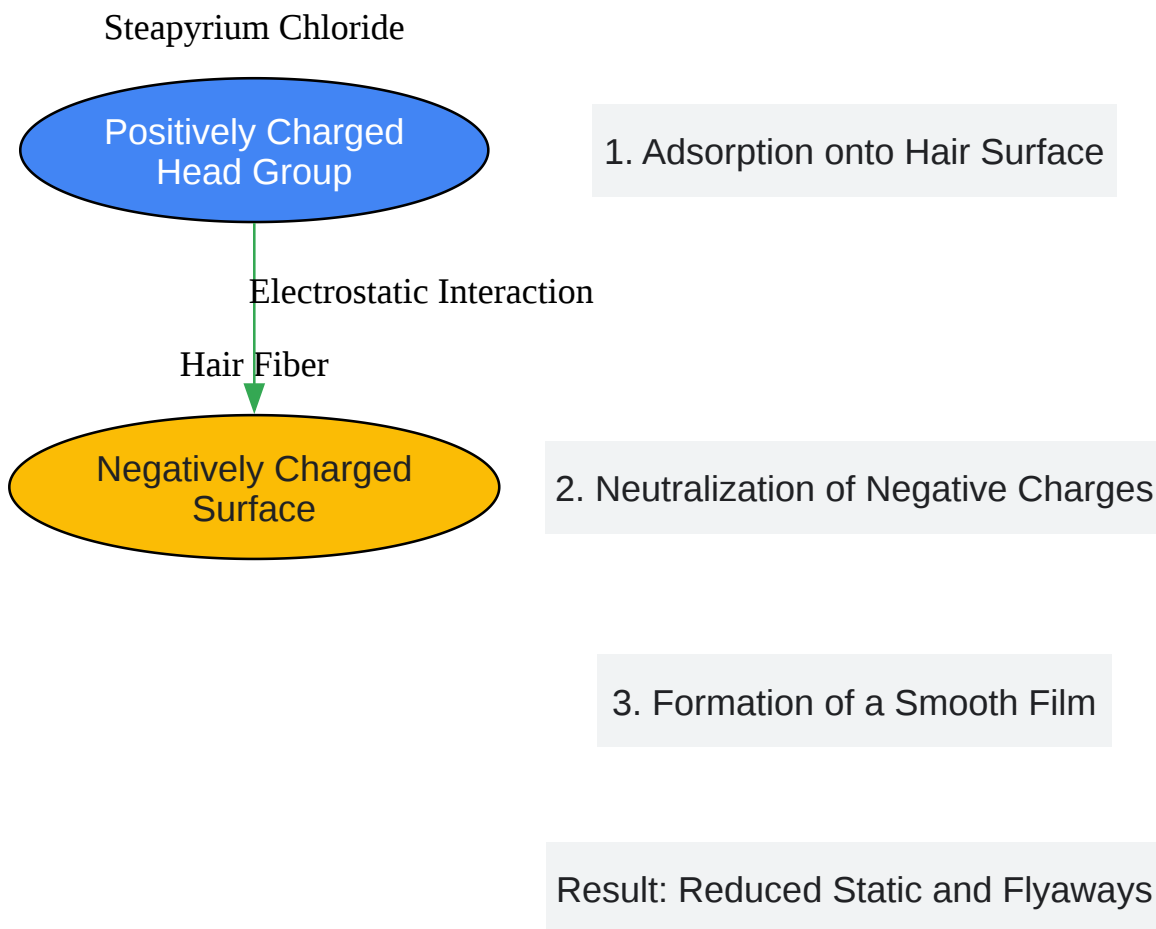 Steapyrium Chloride
Positively Charged
Head Group
1. Adsorption onto Hair Surface
Electrostatic Interaction
Hair Fiber
Negatively Charged
Surface
2. Neutralization of Negative Charges
3. Formation of a Smooth Film
Result: Reduced Static and Flyaways